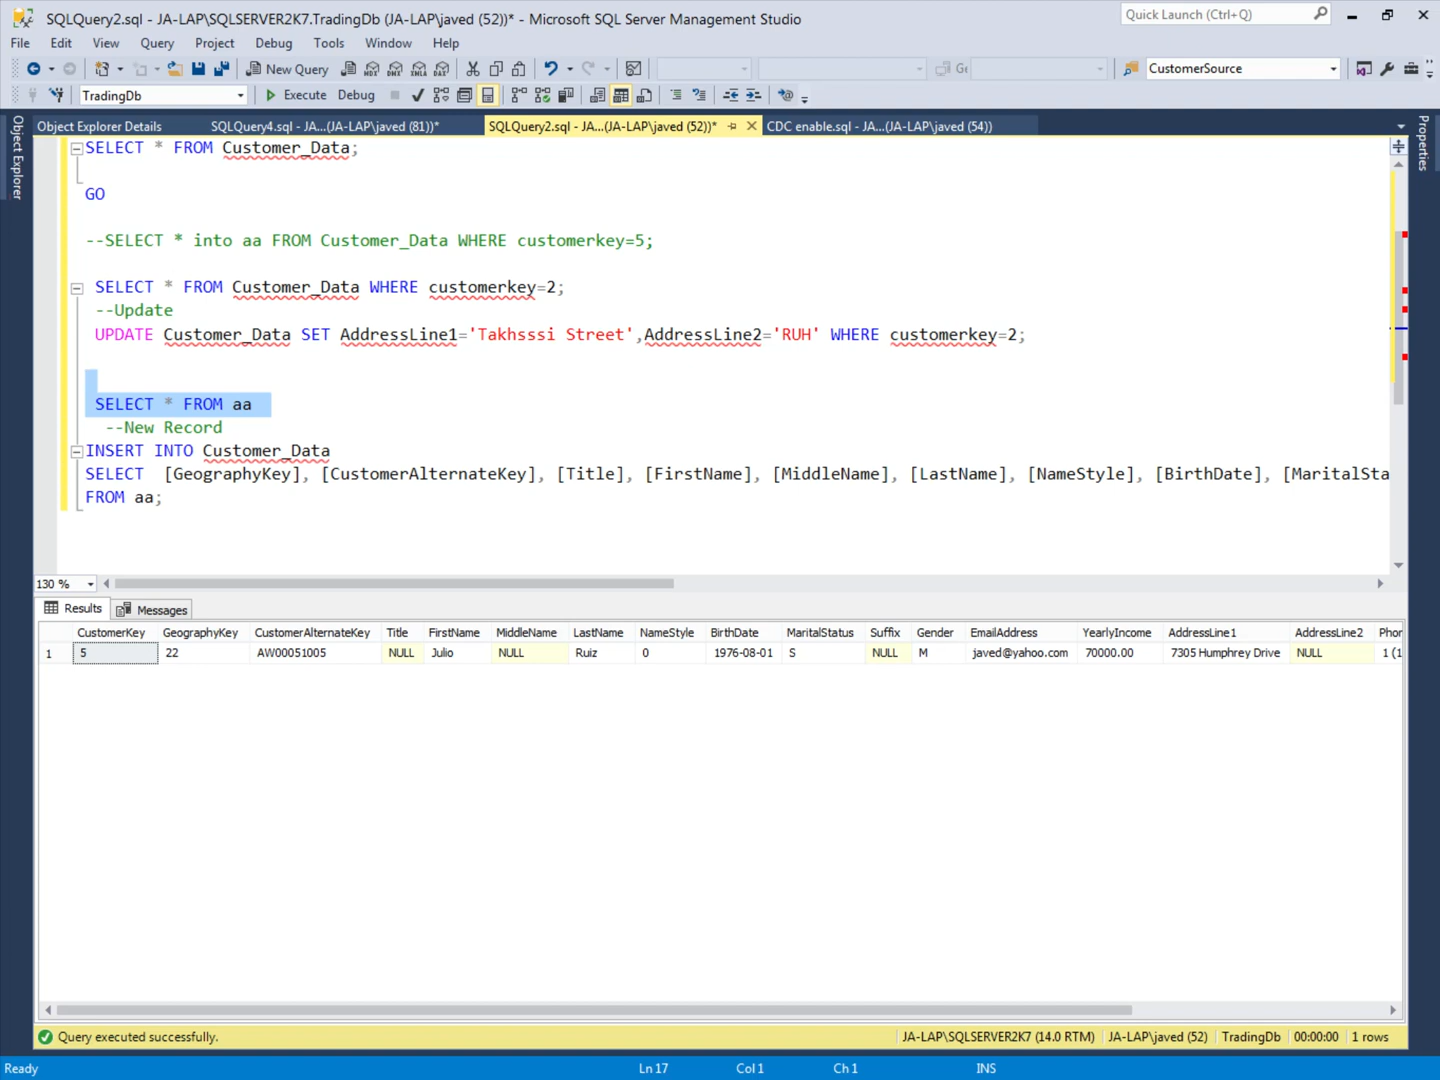 SQLQuery2.sql - JA-LAP\SQLSERVER2K7.TradingDb (JA-LAP\javed (52))* - Microsoft SQL Server Management Studio
Quick Launch (Ctrl+Q)
File Edit View Query Project Debug Tools Window Help
New Query
CustomerSource
TradingDb
Execute Debug
Object Explorer Details
SQLQuery4.sql - JA...(JA-LAP\javed (81))*
SQLQuery2.sql - JA...(JA-LAP\javed (52))*
CDC enable.sql - JA...(JA-LAP\javed (54))
Object Explorer
Properties
SELECT * FROM Customer_Data;
GO
--SELECT * into aa FROM Customer_Data WHERE customerkey=5;
SELECT * FROM Customer_Data WHERE customerkey=2;
--Update
UPDATE Customer_Data SET AddressLine1='Takhsssi Street',AddressLine2='RUH' WHERE customerkey=2;
SELECT * FROM aa
--New Record
INSERT INTO Customer_Data
SELECT [GeographyKey], [CustomerAlternateKey], [Title], [FirstName], [MiddleName], [LastName], [NameStyle], [BirthDate], [MaritalSta
FROM aa;
130 %
Results Messages
CustomerKey GeographyKey CustomerAlternateKey Title FirstName MiddleName LastName NameStyle BirthDate MaritalStatus Suffix Gender EmailAddress YearlyIncome AddressLine1 AddressLine2 Phor
1 5 22 AW00051005 NULL Julio NULL Ruiz 0 1976-08-01 S NULL M javed@yahoo.com 70000.00 7305 Humphrey Drive NULL 1 (1
Query executed successfully.
JA-LAP\SQLSERVER2K7 (14.0 RTM) JA-LAP\javed (52) TradingDb 00:00:00 1 rows
Ready Ln 17 Col 1 Ch 1 INS